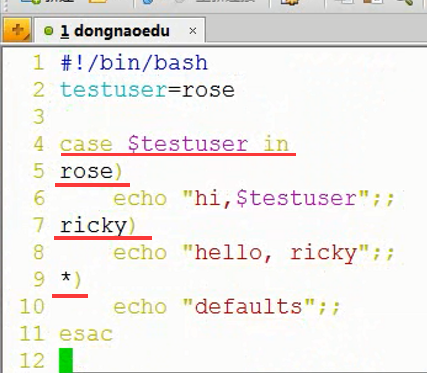 1 dongnaoedu ×
1 #!/bin/bash
2 testuser=rose
3
4 case $testuser in
5 rose)
6     echo "hi,$testuser";;
7 ricky)
8     echo "hello, ricky";;
9 *)
10     echo "defaults";;
11 esac
12